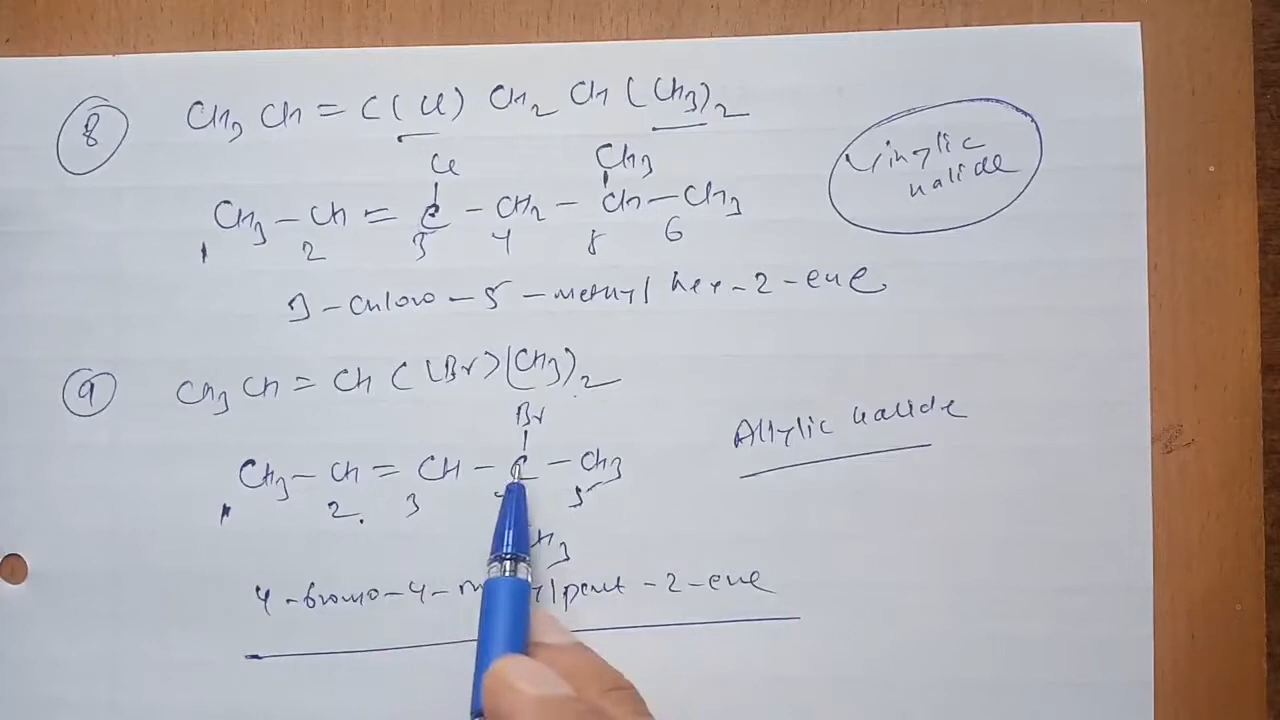 8 CH3 CH = C(Cl) CH2 CH (CH3)2
Vinylic halide
Cl CH3
CH3 - CH = C - CH2 - CH - CH3
1 2 3 4 5 6
3-chloro-5-methyl hex-2-ene
9 CH3 CH = CH C(Br)(CH3)2
Br
Allylic halide
CH3 - CH = CH - C - CH3
1 2. 3 5
H3
4-bromo-4-m yl pent-2-ene